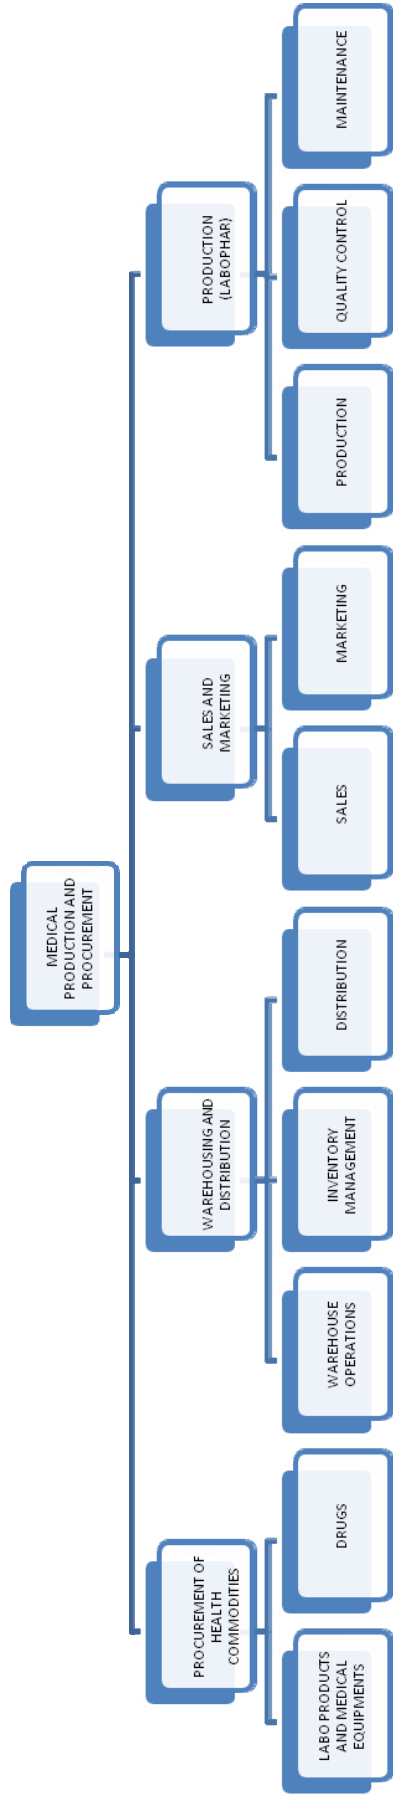 MEDICAL
PRODUCTION AND
PROCUREMENT
PROCUREMENT OF
HEALTH
COMMODITIES
WAREHOUSING AND
DISTRIBUTION
SALES AND
MARKETING
PRODUCTION
(LABOPHAR)
LABO PRODUCTS
AND MEDICAL
EQUIPMENTS
DRUGS
WAREHOUSE
OPERATIONS
INVENTORY
MANAGEMENT
DISTRIBUTION
SALES
MARKETING
PRODUCTION
QUALITY CONTROL
MAINTENANCE